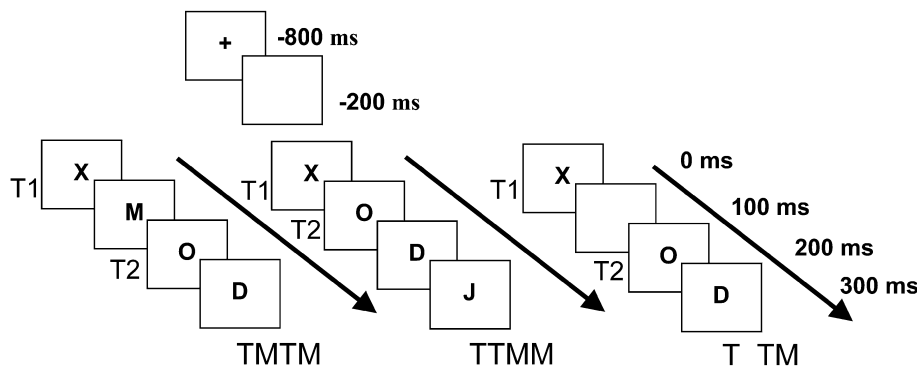 +
-800 ms
-200 ms
T1 X
M
T2 O
D
TMTM
T1 X
T2 O
D
J
TTMM
T1 X
T2 O
D
T TM
0 ms
100 ms
200 ms
300 ms